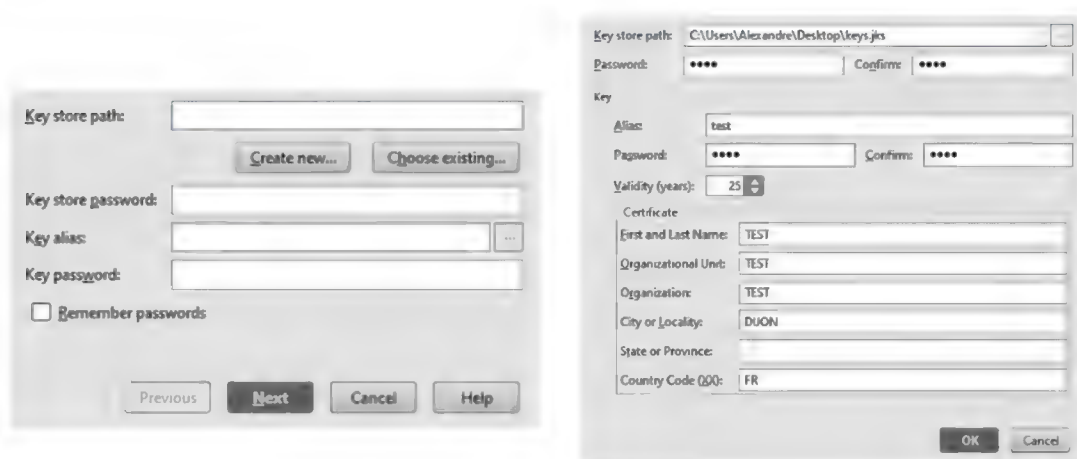 Key store path:
Create new... Choose existing...
Key store password:
Key alias: ...
Key password:
Remember passwords
Previous Next Cancel Help
Key store path: C:\Users\Alexandre\Desktop\keys.jks
Password: •••• Confirm: ••••
Key
Alias: test
Password: •••• Confirm: ••••
Validity (years): 25
Certificate
First and Last Name: TEST
Organizational Unit: TEST
Organization: TEST
City or Locality: DIJON
State or Province:
Country Code (XX): FR
OK Cancel